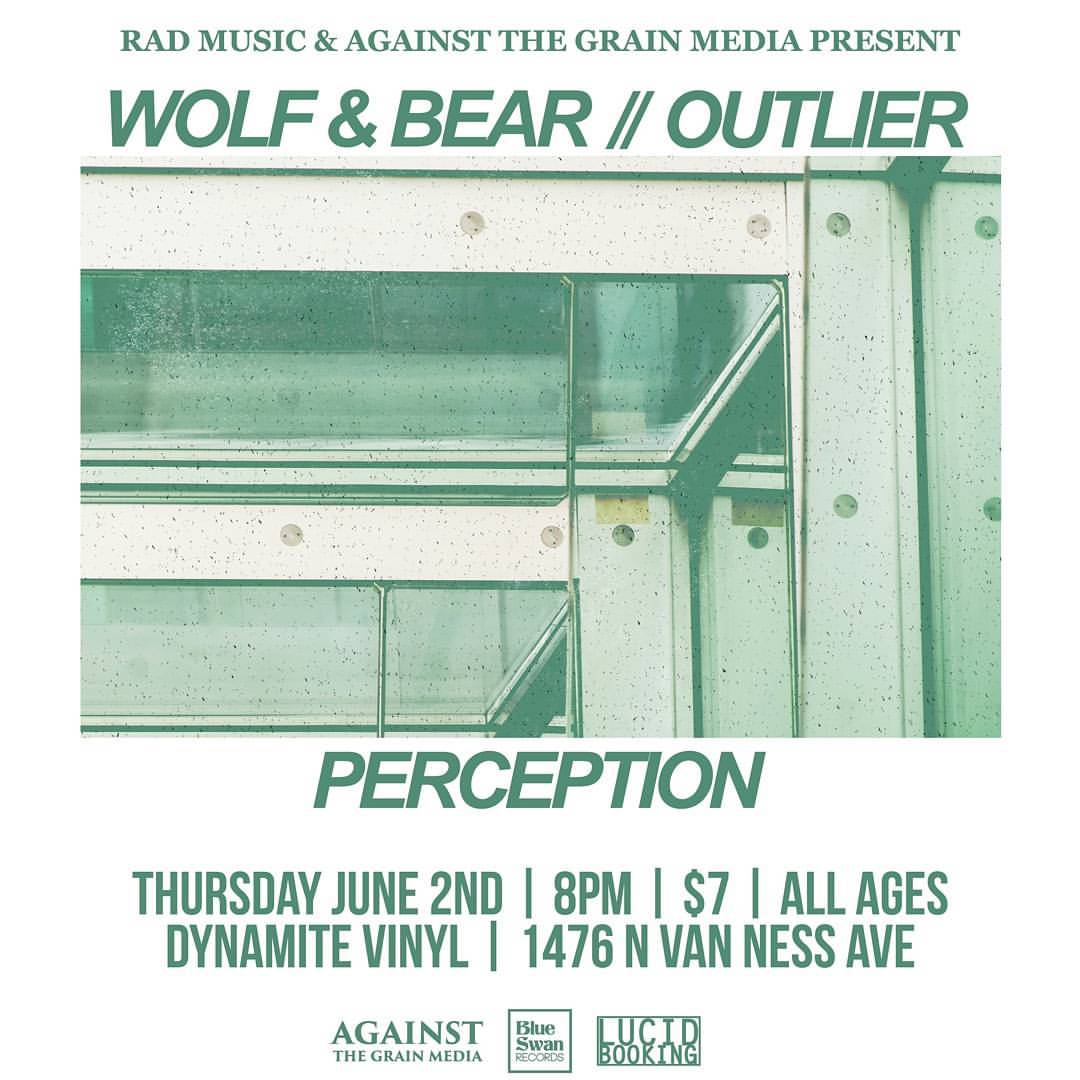 RAD MUSIC & AGAINST THE GRAIN MEDIA PRESENT
WOLF & BEAR // OUTLIER
PERCEPTION
THURSDAY JUNE 2ND | 8PM | $7 | ALL AGES
DYNAMITE VINYL | 1476 N VAN NESS AVE
AGAINST
THE GRAIN MEDIA
Blue
Swan
RECORDS
LUCID
BOOKING